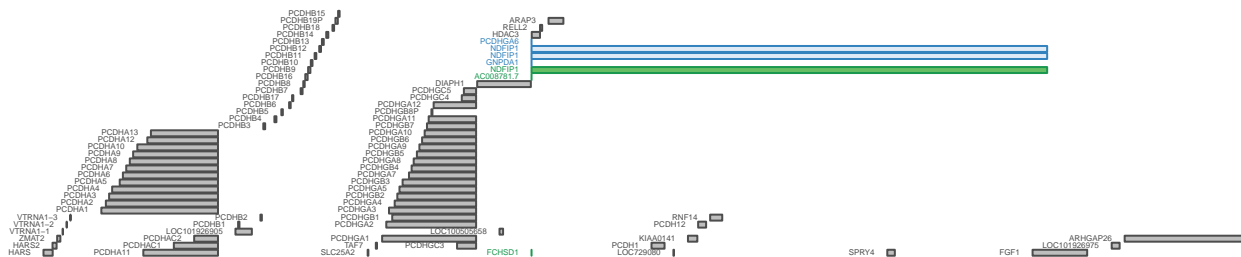 PCDHB15
PCDHB19P
ARAP3
PCDHB18
RELL2
PCDHB14
HDAC3
PCDHB13
PCDHGA6
PCDHB12
NDFIP1
PCDHB11
NDFIP1
PCDHB10
GNPDA1
PCDHB9
NDFIP1
PCDHB16
AC008781.7
PCDHB8
DIAPH1
PCDHB7
PCDHGC5
PCDHB17
PCDHGC4
PCDHB6
PCDHGA12
PCDHB5
PCDHGB8P
PCDHB4
PCDHGA11
PCDHB3
PCDHGB7
PCDHA13
PCDHGA10
PCDHA12
PCDHGB6
PCDHA10
PCDHGA9
PCDHA9
PCDHGB5
PCDHA8
PCDHGA8
PCDHA7
PCDHGB4
PCDHA6
PCDHGA7
PCDHA5
PCDHGB3
PCDHA4
PCDHGA5
PCDHA3
PCDHGB2
PCDHA2
PCDHGA4
PCDHA1
PCDHGA3
VTRNA1−3
PCDHB2
PCDHGB1
RNF14
VTRNA1−2
PCDHB1
PCDHGA2
PCDH12
VTRNA1−1
LOC101926905
LOC100505658
ZMAT2
PCDHAC2
PCDHGA1
KIAA0141
ARHGAP26
HARS2
PCDHAC1
TAF7
PCDHGC3
PCDH1
LOC101926975
HARS
PCDHA11
SLC25A2
FCHSD1
LOC729080
SPRY4
FGF1